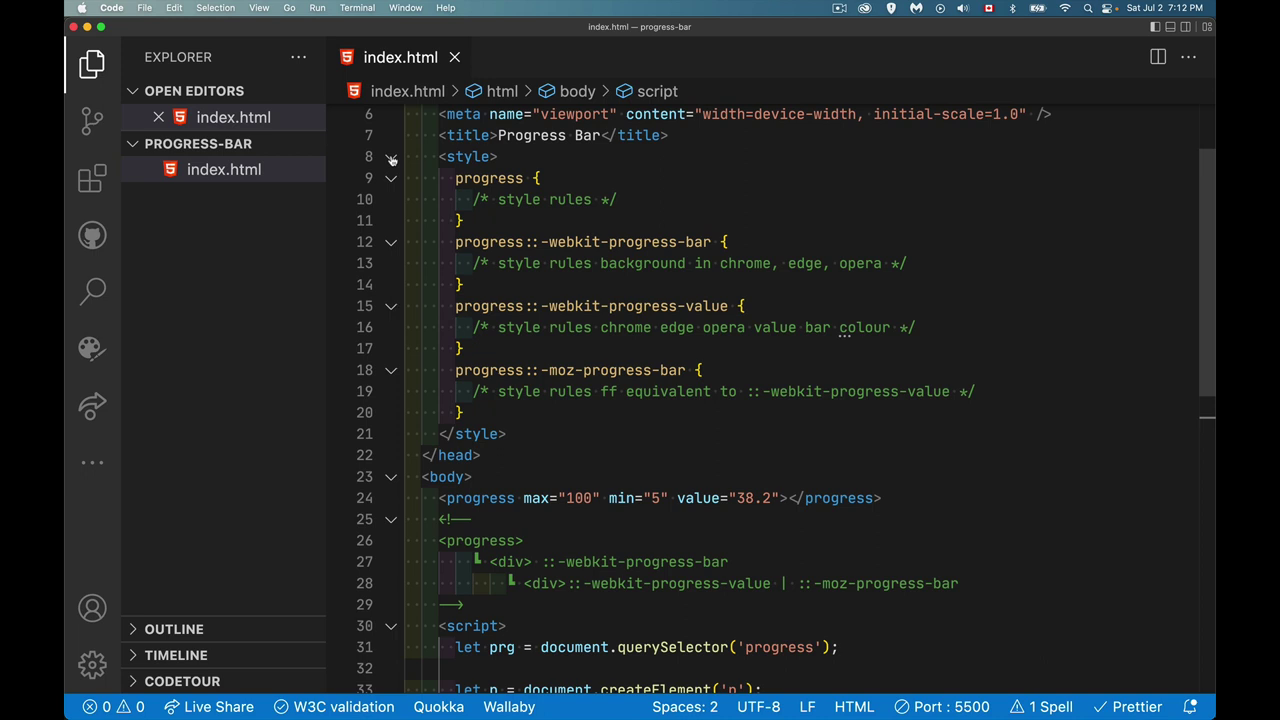 Code File Edit Selection View Go Run Terminal Window Help Sat Jul 2 7:12 PM
index.html — progress-bar
EXPLORER
index.html
OPEN EDITORS
index.html
PROGRESS-BAR
index.html
OUTLINE
TIMELINE
CODETOUR
index.html > html > body > script
6 <meta name="viewport" content="width=device-width, initial-scale=1.0" />
7 <title>Progress Bar</title>
8 <style>
9 progress {
10 /* style rules */
11 }
12 progress::-webkit-progress-bar {
13 /* style rules background in chrome, edge, opera */
14 }
15 progress::-webkit-progress-value {
16 /* style rules chrome edge opera value bar colour */
17 }
18 progress::-moz-progress-bar {
19 /* style rules ff equivalent to ::-webkit-progress-value */
20 }
21 </style>
22 </head>
23 <body>
24 <progress max="100" min="5" value="38.2"></progress>
25 <!--
26 <progress>
27 ┗ <div> ::-webkit-progress-bar
28 ┗ <div>::-webkit-progress-value | ::-moz-progress-bar
29 -->
30 <script>
31 let prg = document.querySelector('progress');
32
33 let p = document.createElement('p');
0 0 Live Share W3C validation Quokka Wallaby Spaces: 2 UTF-8 LF HTML Port : 5500 1 Spell Prettier